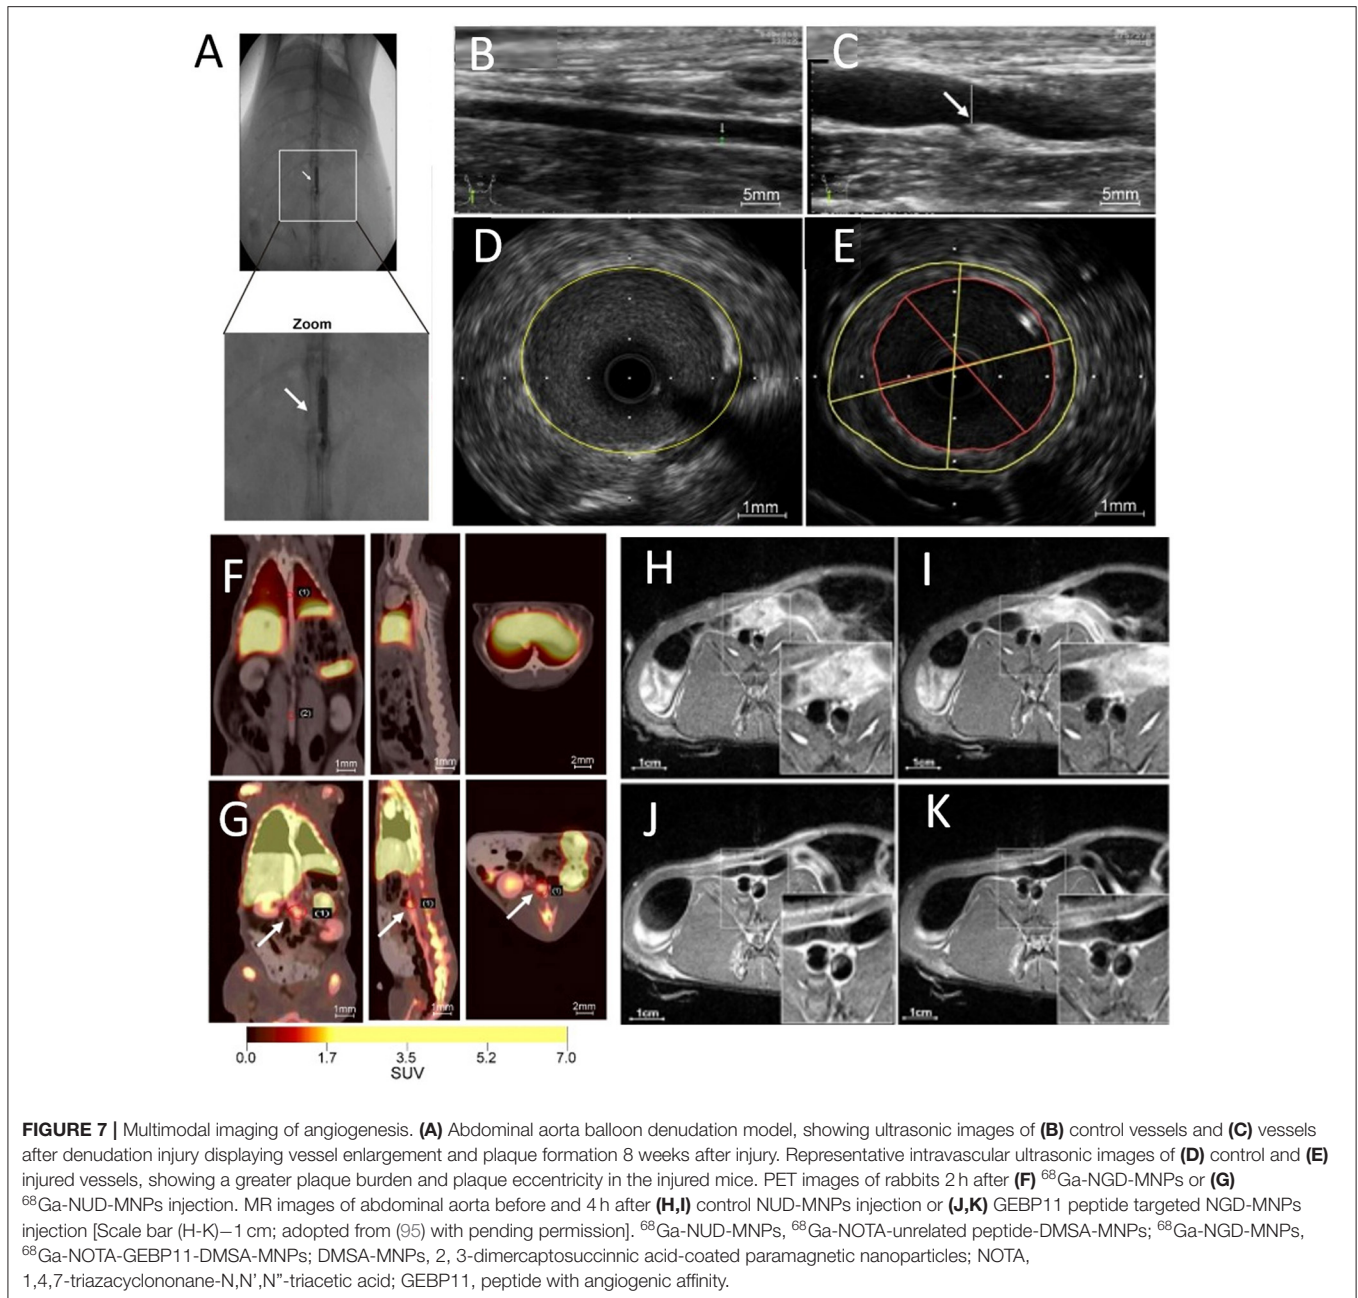 A
B
C
5mm
5mm
D
E
Zoom
1mm
1mm
F
(1)
(2)
1mm
1mm
2mm
H
I
1cm
1cm
G
(1)
(1)
(1)
1mm
1mm
2mm
J
K
1cm
1cm
0.0 1.7 3.5 5.2 7.0
SUV
FIGURE 7 | Multimodal imaging of angiogenesis. (A) Abdominal aorta balloon denudation model, showing ultrasonic images of (B) control vessels and (C) vessels
after denudation injury displaying vessel enlargement and plaque formation 8 weeks after injury. Representative intravascular ultrasonic images of (D) control and (E)
injured vessels, showing a greater plaque burden and plaque eccentricity in the injured mice. PET images of rabbits 2 h after (F) ⁶⁸Ga-NGD-MNPs or (G)
⁶⁸Ga-NUD-MNPs injection. MR images of abdominal aorta before and 4 h after (H,I) control NUD-MNPs injection or (J,K) GEBP11 peptide targeted NGD-MNPs
injection [Scale bar (H-K)—1 cm; adopted from (95) with pending permission]. ⁶⁸Ga-NUD-MNPs, ⁶⁸Ga-NOTA-unrelated peptide-DMSA-MNPs; ⁶⁸Ga-NGD-MNPs,
⁶⁸Ga-NOTA-GEBP11-DMSA-MNPs; DMSA-MNPs, 2, 3-dimercaptosuccinnic acid-coated paramagnetic nanoparticles; NOTA,
1,4,7-triazacyclononane-N,N',N"-triacetic acid; GEBP11, peptide with angiogenic affinity.